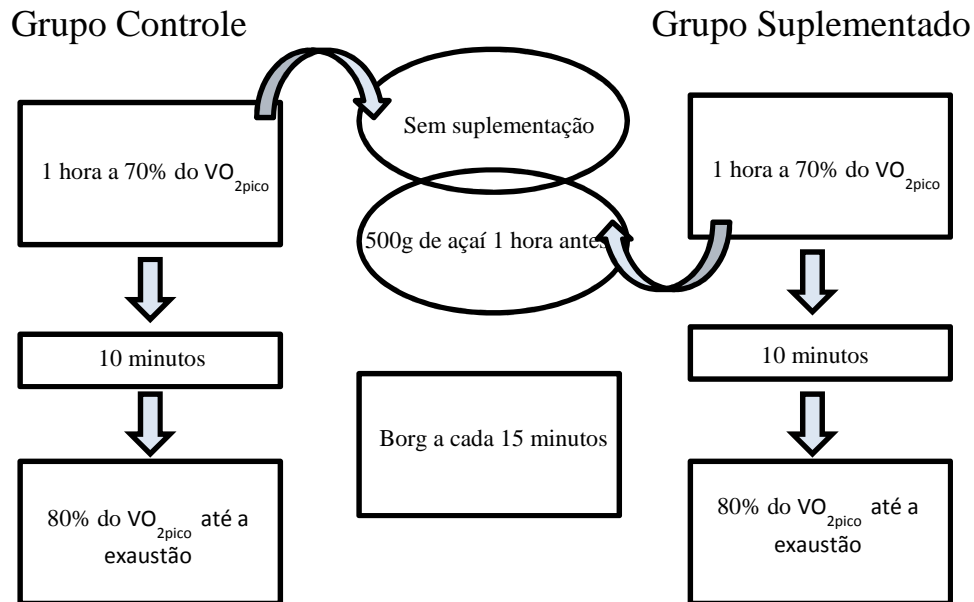 Grupo Controle
Grupo Suplementado
Sem suplementação
1 hora a 70% do VO2pico
1 hora a 70% do VO2pico
500g de açaí 1 hora antes
10 minutos
10 minutos
Borg a cada 15 minutos
80% do VO2pico até a
exaustão
80% do VO2pico até a
exaustão